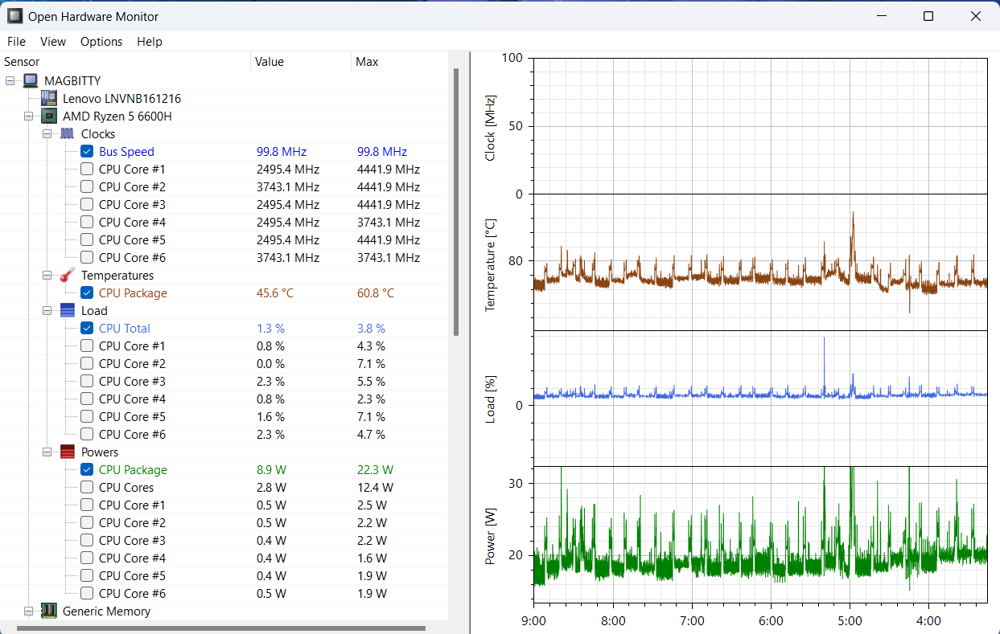 Open Hardware Monitor
File View Options Help
Sensor Value Max
MAGBITTY
Lenovo LNVNB161216
AMD Ryzen 5 6600H
Clocks
Bus Speed 99.8 MHz 99.8 MHz
CPU Core #1 2495.4 MHz 4441.9 MHz
CPU Core #2 3743.1 MHz 4441.9 MHz
CPU Core #3 2495.4 MHz 4441.9 MHz
CPU Core #4 2495.4 MHz 3743.1 MHz
CPU Core #5 2495.4 MHz 4441.9 MHz
CPU Core #6 3743.1 MHz 3743.1 MHz
Temperatures
CPU Package 45.6 °C 60.8 °C
Load
CPU Total 1.3 % 3.8 %
CPU Core #1 0.8 % 4.3 %
CPU Core #2 0.0 % 7.1 %
CPU Core #3 2.3 % 5.5 %
CPU Core #4 0.8 % 2.3 %
CPU Core #5 1.6 % 7.1 %
CPU Core #6 2.3 % 4.7 %
Powers
CPU Package 8.9 W 22.3 W
CPU Cores 2.8 W 12.4 W
CPU Core #1 0.5 W 2.5 W
CPU Core #2 0.5 W 2.2 W
CPU Core #3 0.4 W 2.2 W
CPU Core #4 0.4 W 1.6 W
CPU Core #5 0.4 W 1.9 W
CPU Core #6 0.5 W 1.9 W
Generic Memory
Clock [MHz]
100
50
0
Temperature [°C]
80
Load [%]
0
Power [W]
30
20
9:00 8:00 7:00 6:00 5:00 4:00